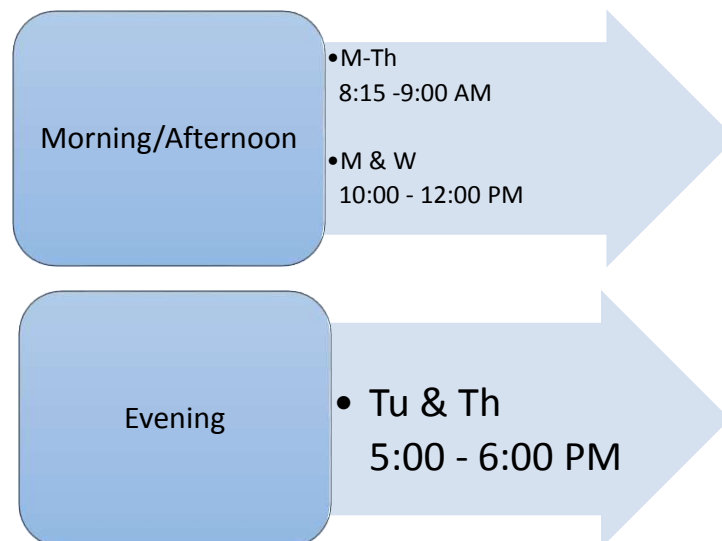 Morning/Afternoon
•M-Th
8:15 -9:00 AM
•M & W
10:00 - 12:00 PM
Evening
• Tu & Th
5:00 - 6:00 PM